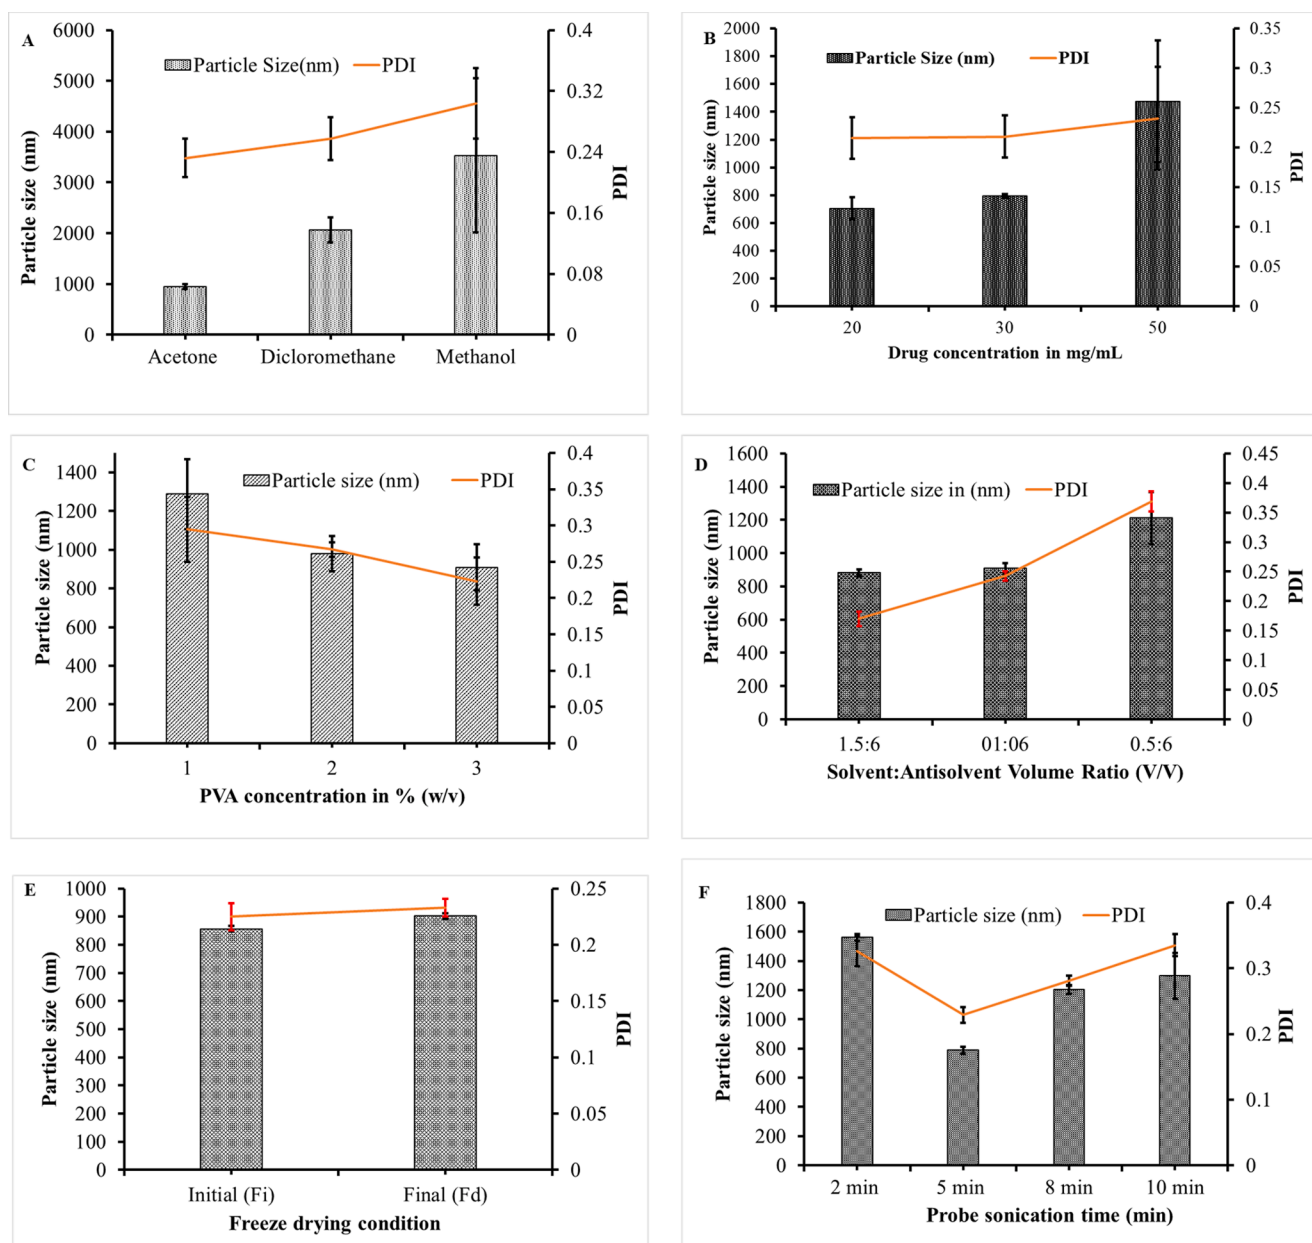 A
Particle Size(nm)
PDI
Particle size (nm)
6000
5000
4000
3000
2000
1000
0
0.4
0.32
0.24
0.16
0.08
0
PDI
Acetone
Dicloromethane
Methanol
B
Particle Size (nm)
PDI
Particle size (nm)
2000
1800
1600
1400
1200
1000
800
600
400
200
0
0.35
0.3
0.25
0.2
0.15
0.1
0.05
0
PDI
20
30
50
Drug concentration in mg/mL
C
Particle size (nm)
PDI
Particle size (nm)
1400
1200
1000
800
600
400
200
0
0.4
0.35
0.3
0.25
0.2
0.15
0.1
0.05
0
PDI
1
2
3
PVA concentration in % (w/v)
D
Particle size in (nm)
PDI
Particle size (nm)
1600
1400
1200
1000
800
600
400
200
0
0.45
0.4
0.35
0.3
0.25
0.2
0.15
0.1
0.05
0
PDI
1.5:6
01:06
0.5:6
Solvent:Antisolvent Volume Ratio (V/V)
E
Particle size (nm)
1000
900
800
700
600
500
400
300
200
100
0
0.25
0.2
0.15
0.1
0.05
0
PDI
Initial (Fi)
Final (Fd)
Freeze drying condition
F
Particle size (nm)
PDI
Particle size (nm)
1800
1600
1400
1200
1000
800
600
400
200
0
0.4
0.3
0.2
0.1
0
PDI
2 min
5 min
8 min
10 min
Probe sonication time (min)